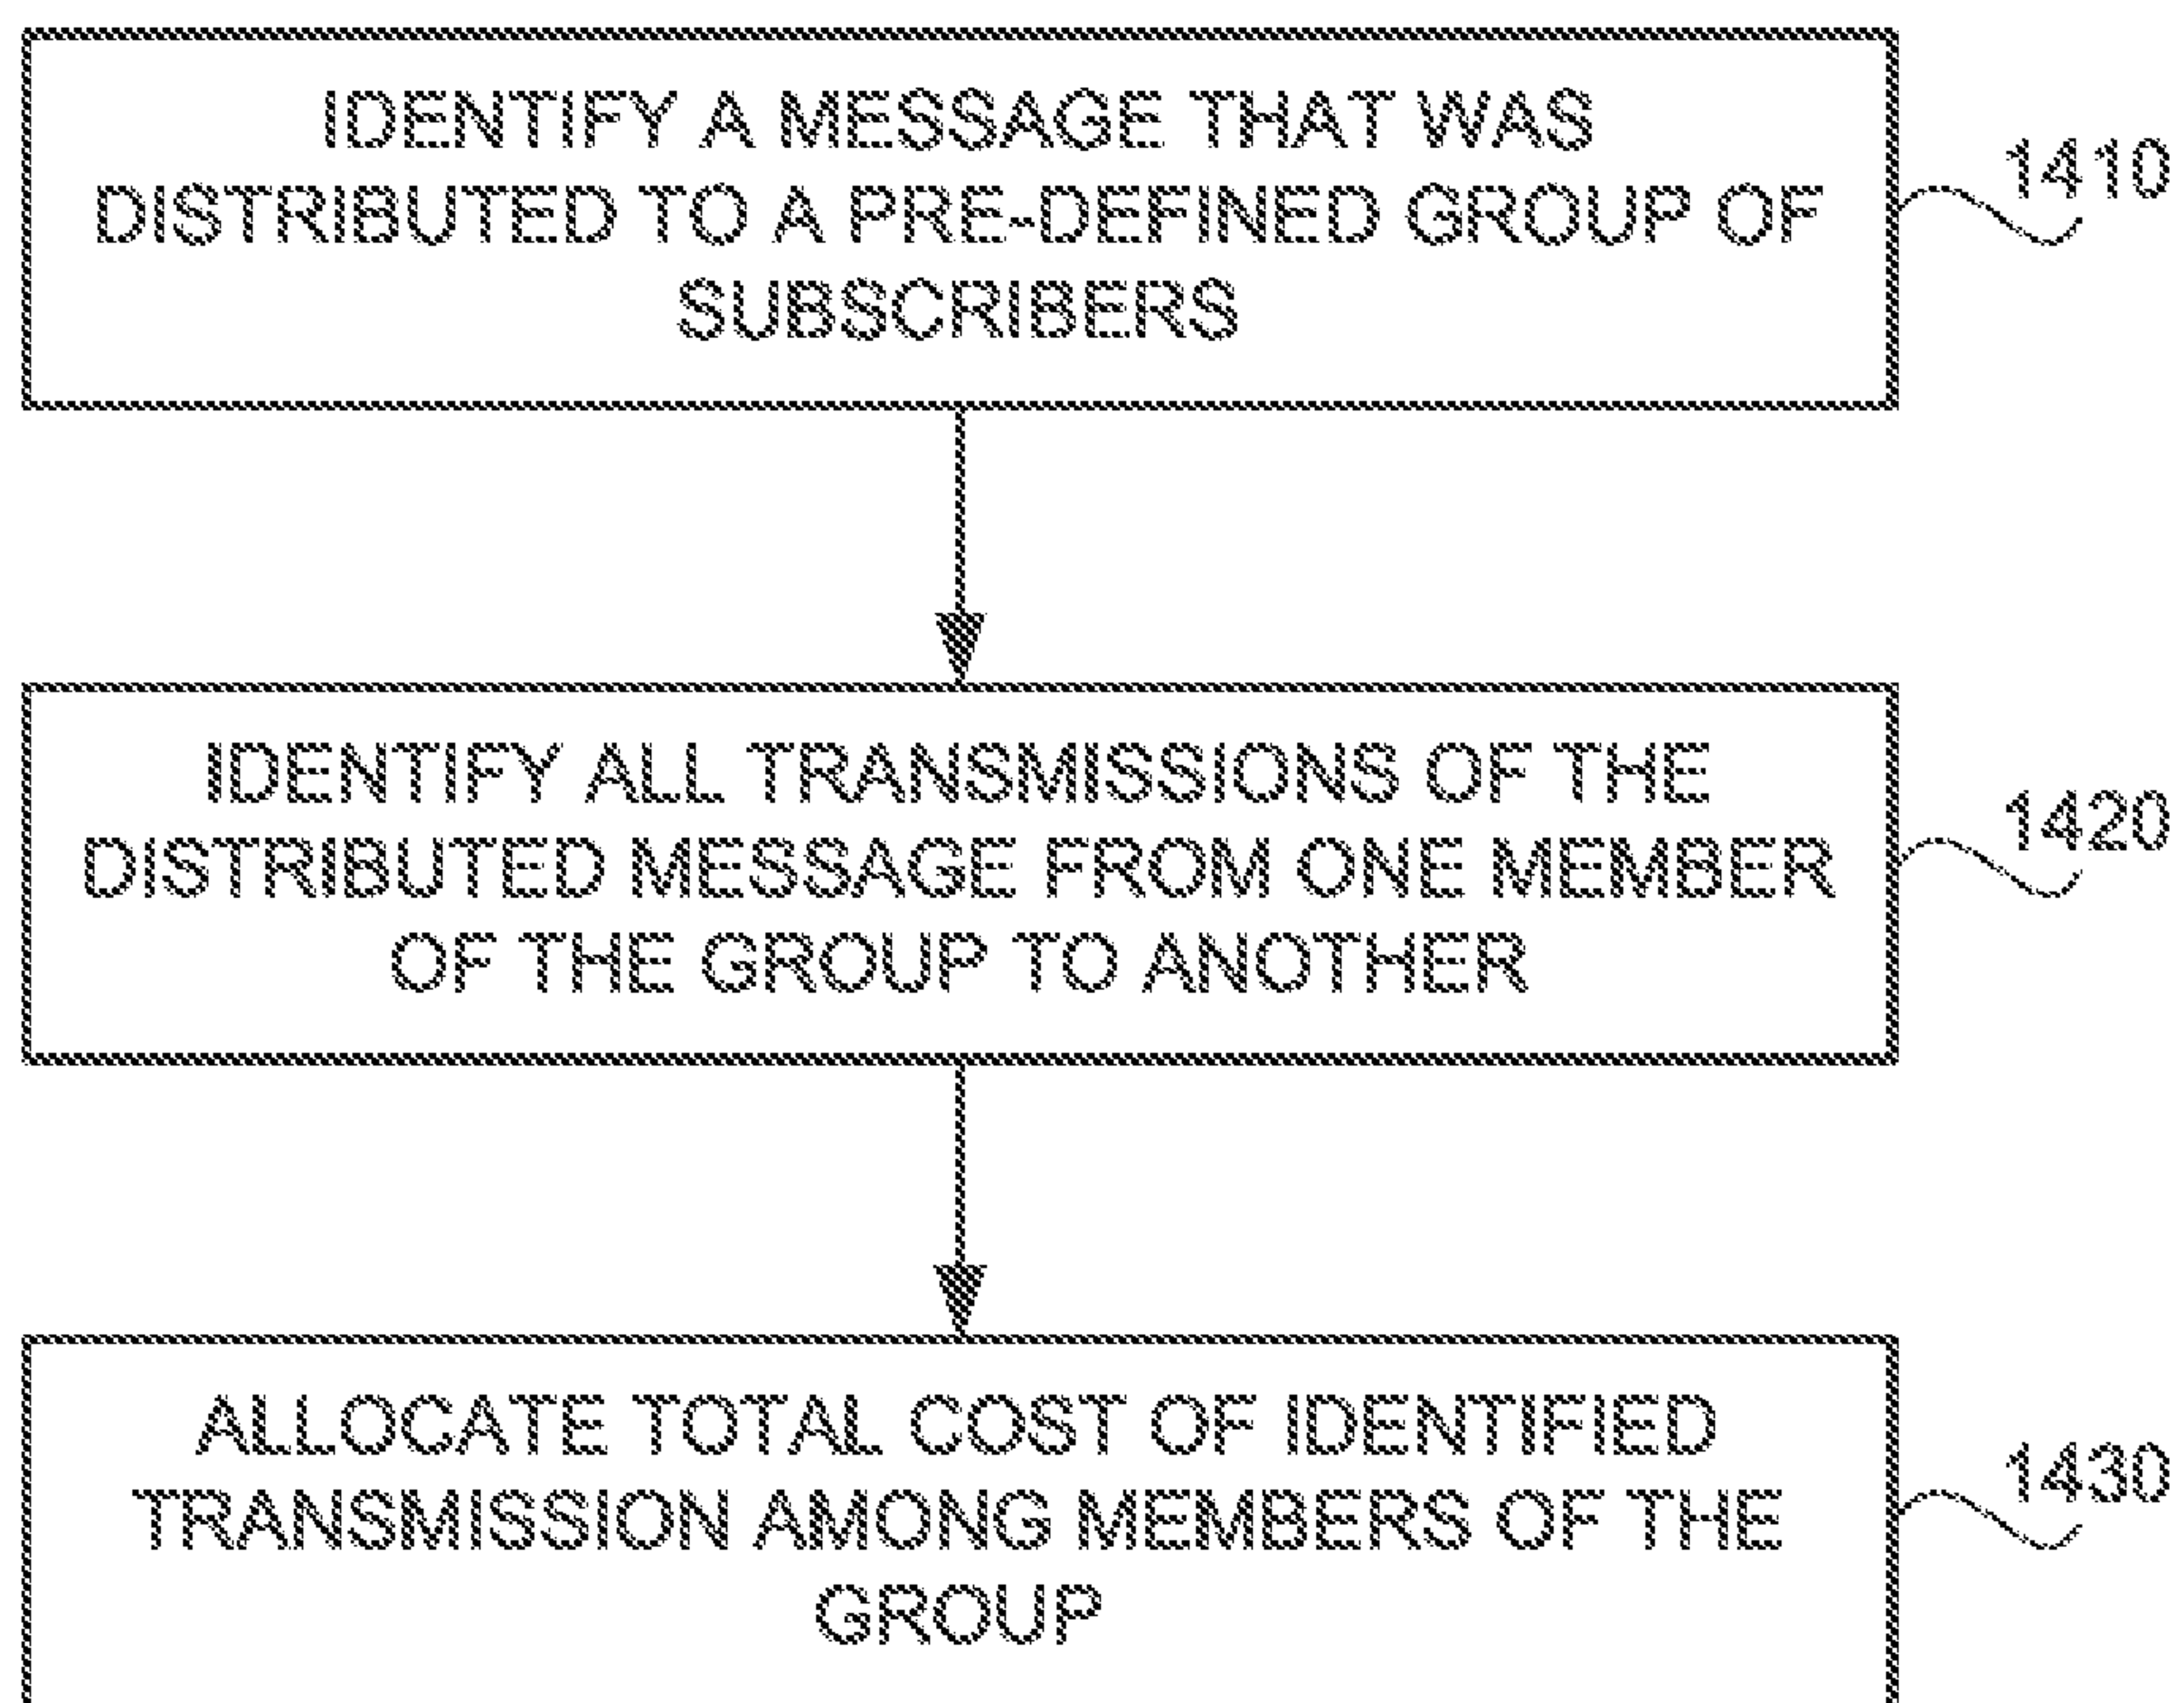 IDENTIFY A MESSAGE THAT WAS
DISTRIBUTED TO A PRE-DEFINED GROUP OF
SUBSCRIBERS
1410
IDENTIFY ALL TRANSMISSIONS OF THE
DISTRIBUTED MESSAGE FROM ONE MEMBER
OF THE GROUP TO ANOTHER
1420
ALLOCATE TOTAL COST OF IDENTIFIED
TRANSMISSION AMONG MEMBERS OF THE
GROUP
1430